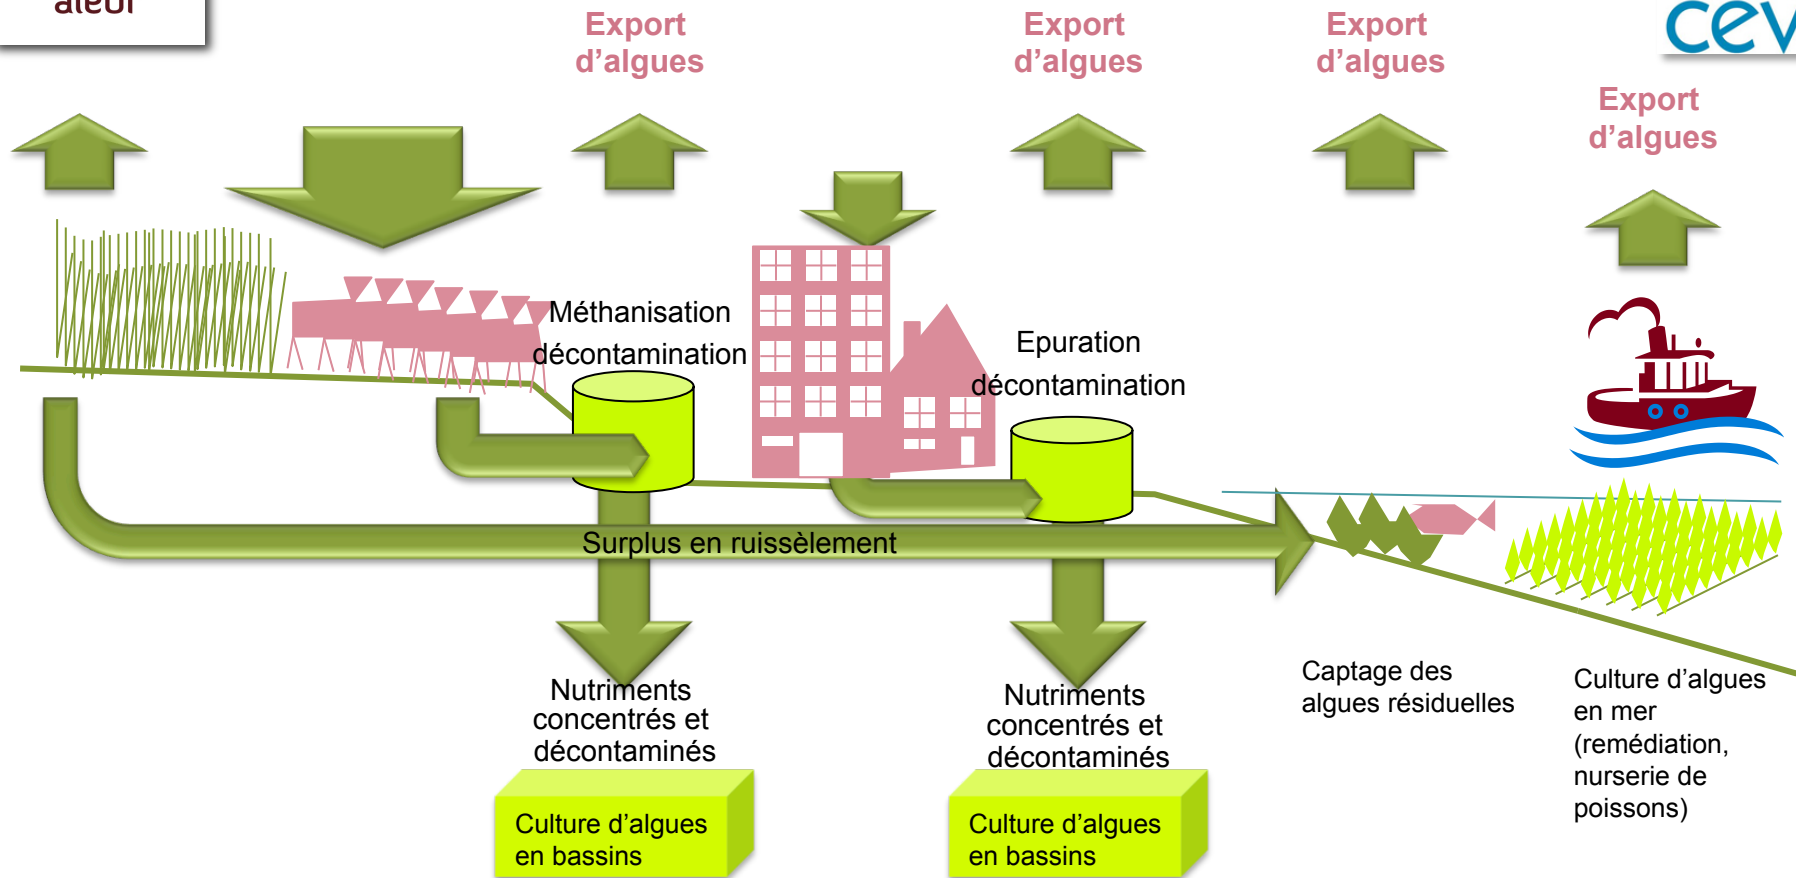 Export
d’algues
Export
d’algues
Export
d’algues
Export
d’algues
Méthanisation
décontamination
Epuration
décontamination
Surplus en ruissèlement
Nutriments
concentrés et
décontaminés
Nutriments
concentrés et
décontaminés
Captage des
algues résiduelles
Culture d’algues
en mer
(remédiation,
nurserie de
poissons)
Culture d’algues
en bassins
Culture d’algues
en bassins